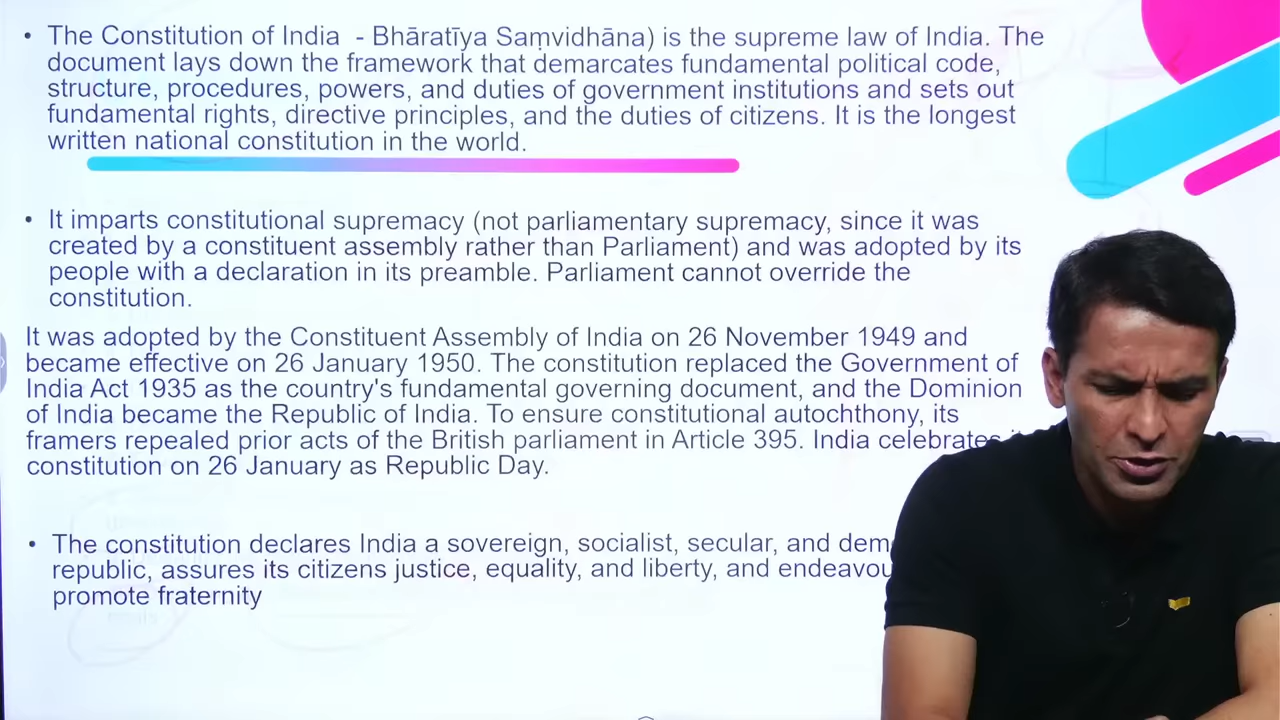 • The Constitution of India - Bhāratīya Saṃvidhāna) is the supreme law of India. The
document lays down the framework that demarcates fundamental political code,
structure, procedures, powers, and duties of government institutions and sets out
fundamental rights, directive principles, and the duties of citizens. It is the longest
written national constitution in the world.
• It imparts constitutional supremacy (not parliamentary supremacy, since it was
created by a constituent assembly rather than Parliament) and was adopted by its
people with a declaration in its preamble. Parliament cannot override the
constitution.
It was adopted by the Constituent Assembly of India on 26 November 1949 and
became effective on 26 January 1950. The constitution replaced the Government of
India Act 1935 as the country's fundamental governing document, and the Dominion
of India became the Republic of India. To ensure constitutional autochthony, its
framers repealed prior acts of the British parliament in Article 395. India celebrates
constitution on 26 January as Republic Day.
• The constitution declares India a sovereign, socialist, secular, and dem
republic, assures its citizens justice, equality, and liberty, and endeavou
promote fraternity